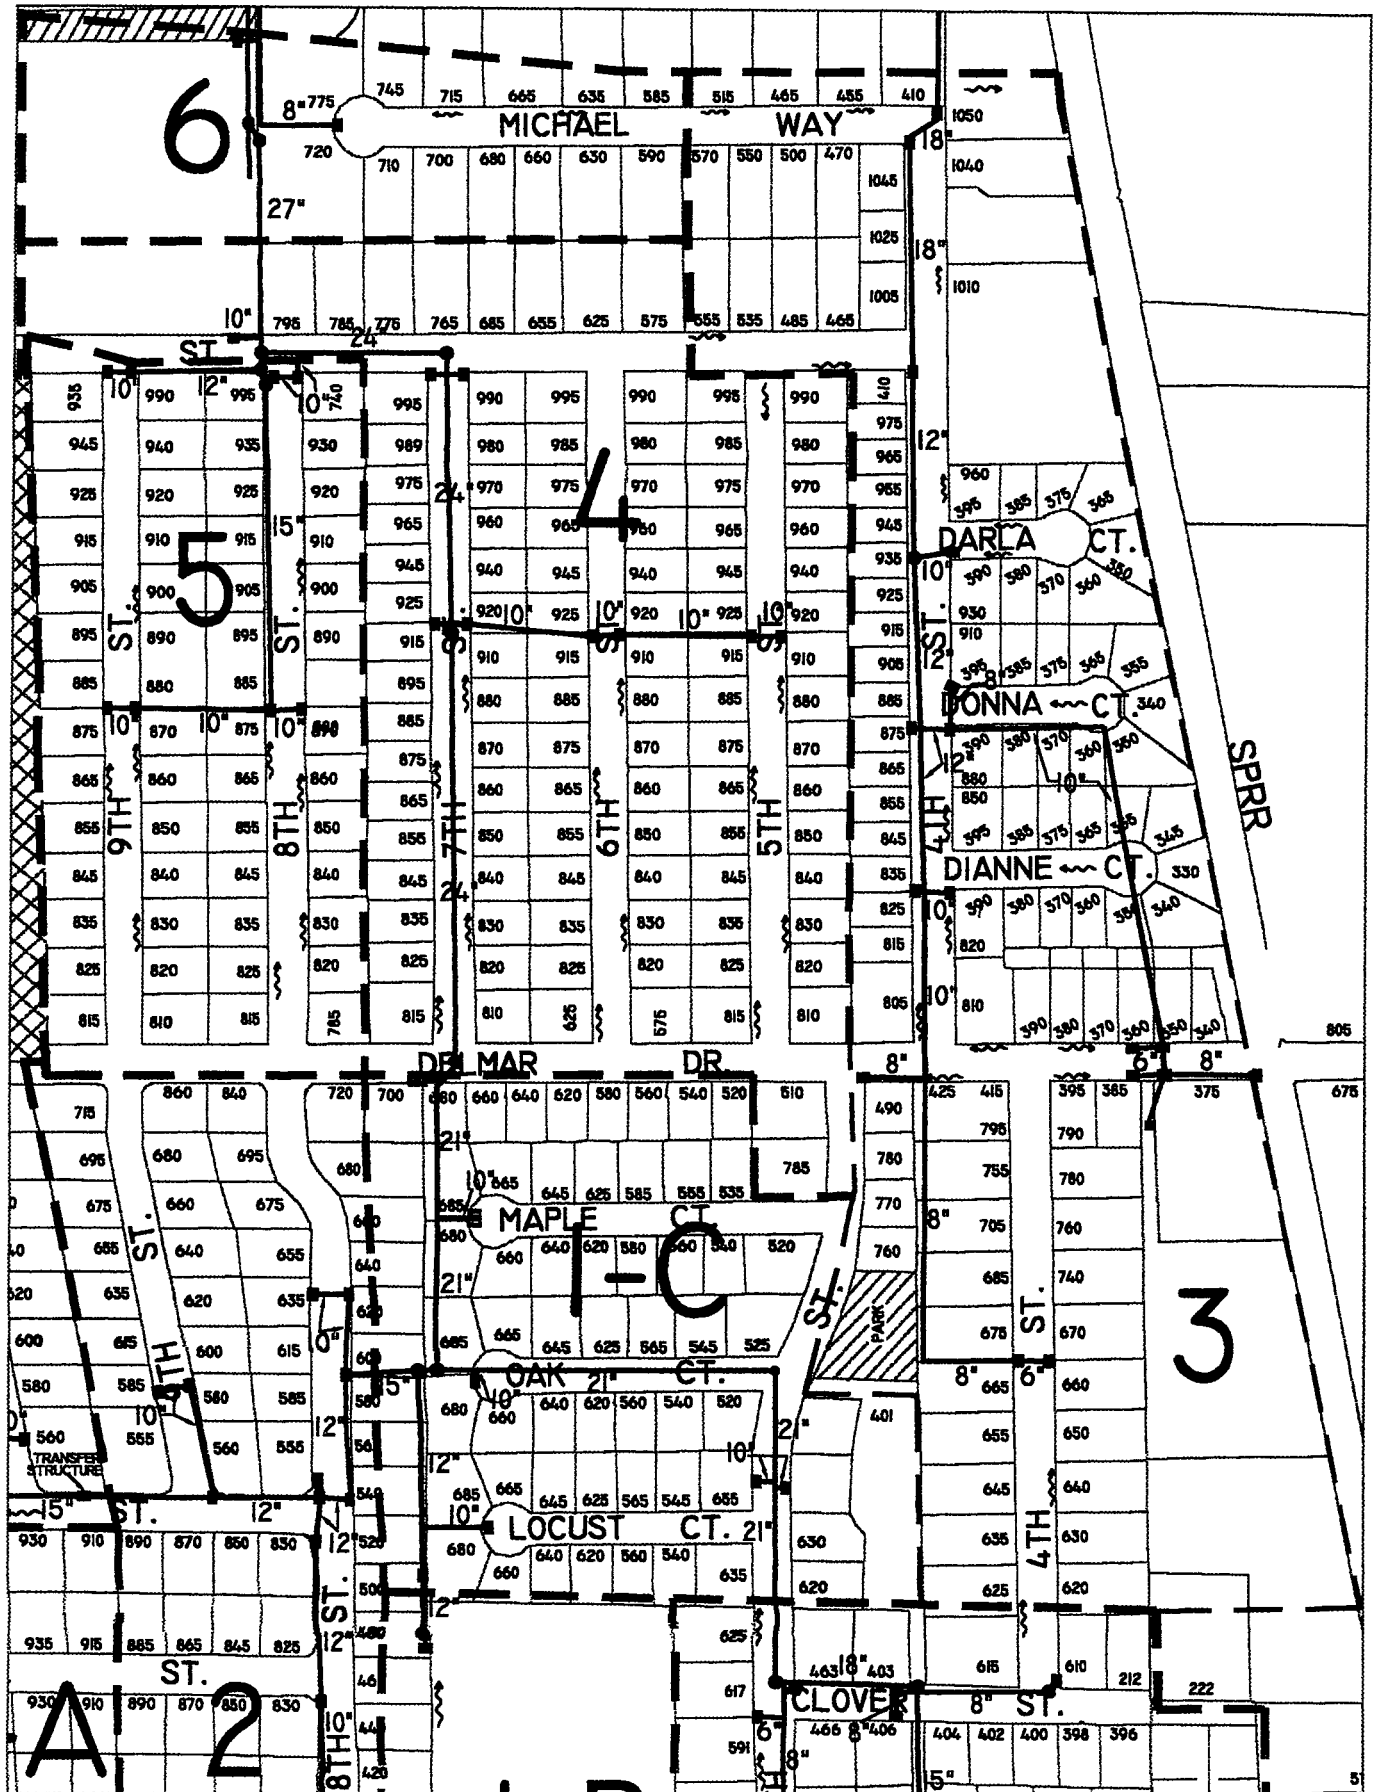 745 715 665 635 585 515 465 455 410
6
8" 775
MICHAEL WAY
1050
18"
720 710 700 680 660 630 590 570 550 500 470
1040
1045
27"
1025
18"
1005
1010
10"
795 785 775 765 685 655 625 575 555 535 485 465
24"
ST.
10" 12" 10"
935 990 995 740 995 990 995 990 995 990 410
975
945 940 935 930 989 980 985 980 985 980
12"
965
4
960
925 920 925 920 975 24" 970 975 970 975 970 955
395 385 375 365
15"
915 910 915 910 965 960 965 960 965 960 945
DARLA CT.
5
935
10"
390 380 370 360 350
905 900 905 900 945 940 945 940 945 940
925
930
925 920 10" 925 10" 920 10" 925 10" 920
ST. ST. ST. ST. ST. ST.
895 890 895 890 915 910 915 910 915 910 915
910
12"
905
395 385 375 365 355
8"
885 880 885 895 880 885 880 885 880 885
DONNA CT.
340
10" 10" 10"
875 870 875 885 870 875 870 875 870 875
390 380 370 360 350
12"
SPRR
865 860 865 860 875 860 865 860 865 860 865
880
10"
850
865
855 850 855 850 855 850 855 850 855 850 855
9TH 8TH 7TH 6TH 5TH 4TH
845
395 385 375 365 355 345
845 840 845 840 845 840 845 840 845 840 835
DIANNE CT.
330
24"
10"
390 380 370 360 350 340
835 830 835 830 835 830 835 830 835 830 825
825 820 825 820 825 820 825 820 825 820 815
820
10"
815 810 815 785 815 810 625 575 815 810 805
810
390 380 370 360 350 340
805
DELMAR DR.
8"
6" 8"
860 840 720 700 680 660 640 620 580 560 540 520 510
425 415 395 385 375 675
715
490
21"
795 790
695 680 695 680
785
780
755 780
10"
665
645 625 585 555 535
675 660 675
685
770
MAPLE CT.
8"
705 760
660
680
655 640 655 640
660 640 620 580 560 540 520
760
1-C
685 740
21"
635 620 635 620
ST.
ST.
PARK
ST.
3
675 670
600 615 600 615 600
685 665
645 625 565 545 525
OAK CT.
15" 21"
8" 6"
9TH
580 585 580 585 580
10"
665 660
10"
680 660 640 620 560 540 520
401
21"
12"
560 555 560 555
655 650
TRANSFER
STRUCTURE
12"
10"
685 665
645 625 565 545 655
645 640
540
15" ST. 12"
10"
LOCUST CT. 21"
930 910 890 870 850 830
12" 520
680
640 620 560 540
630
635 630
4TH
660
635
620
625 620
500
ST.
12"
12" 480
625
935 915 885 865 845 825
ST.
463 18" 403
615 610 212
930 910 890 870 850 830
617
CLOVER ST.
8"
222
A 2
10"
8TH
6"
466 8" 406
404 402 400 398 396
591
8"
420